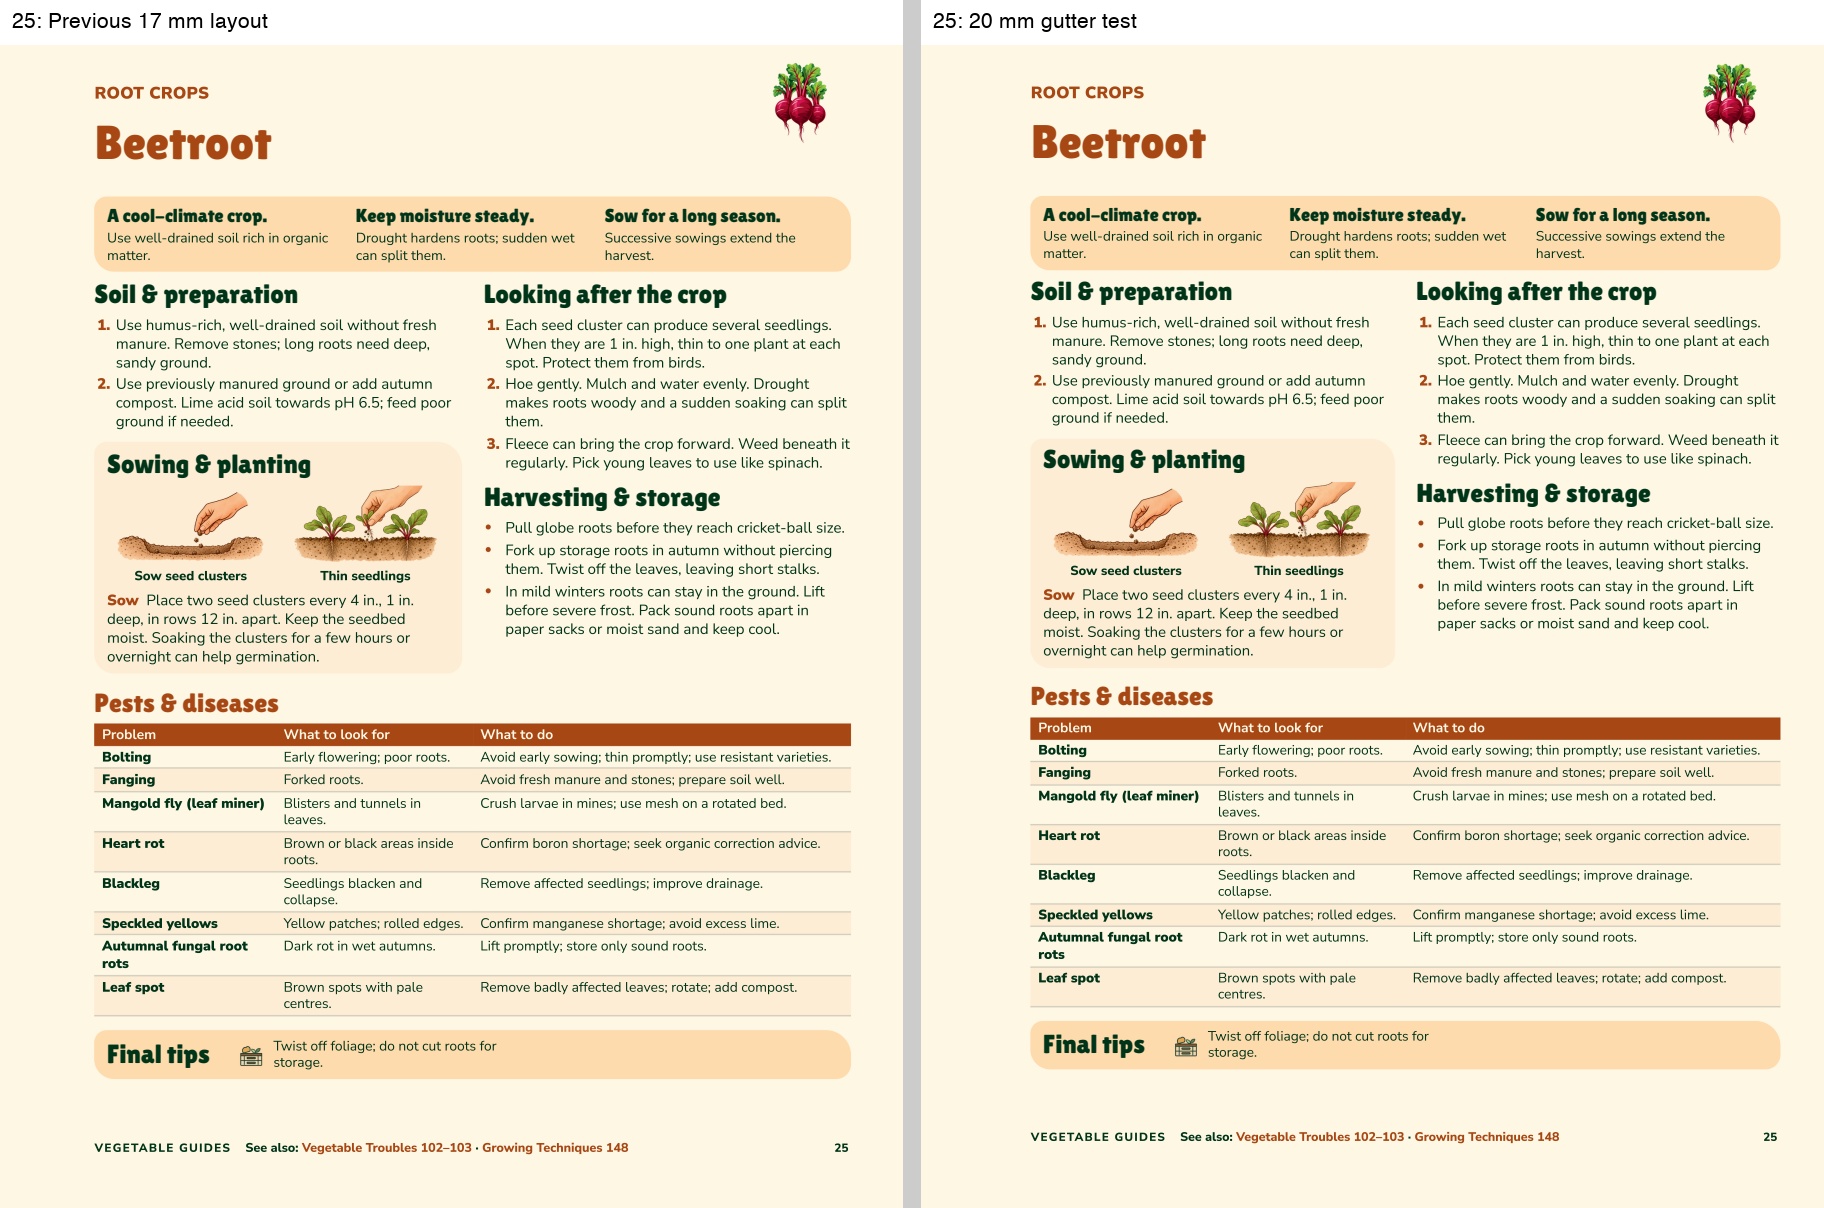 25: Previous 17 mm layout
ROOT CROPS
Beetroot
A cool-climate crop.
Use well-drained soil rich in organic
matter.
Keep moisture steady.
Drought hardens roots; sudden wet
can split them.
Sow for a long season.
Successive sowings extend the
harvest.
Soil & preparation
1. Use humus-rich, well-drained soil without fresh
manure. Remove stones; long roots need deep,
sandy ground.
2. Use previously manured ground or add autumn
compost. Lime acid soil towards pH 6.5; feed poor
ground if needed.
Sowing & planting
Sow seed clusters
Thin seedlings
Sow Place two seed clusters every 4 in., 1 in.
deep, in rows 12 in. apart. Keep the seedbed
moist. Soaking the clusters for a few hours or
overnight can help germination.
Looking after the crop
1. Each seed cluster can produce several seedlings.
When they are 1 in. high, thin to one plant at each
spot. Protect them from birds.
2. Hoe gently. Mulch and water evenly. Drought
makes roots woody and a sudden soaking can split
them.
3. Fleece can bring the crop forward. Weed beneath it
regularly. Pick young leaves to use like spinach.
Harvesting & storage
• Pull globe roots before they reach cricket-ball size.
• Fork up storage roots in autumn without piercing
them. Twist off the leaves, leaving short stalks.
• In mild winters roots can stay in the ground. Lift
before severe frost. Pack sound roots apart in
paper sacks or moist sand and keep cool.
Pests & diseases
Problem What to look for What to do
Bolting Early flowering; poor roots. Avoid early sowing; thin promptly; use resistant varieties.
Fanging Forked roots. Avoid fresh manure and stones; prepare soil well.
Mangold fly (leaf miner) Blisters and tunnels in Crush larvae in mines; use mesh on a rotated bed.
leaves.
Heart rot Brown or black areas inside Confirm boron shortage; seek organic correction advice.
roots.
Blackleg Seedlings blacken and Remove affected seedlings; improve drainage.
collapse.
Speckled yellows Yellow patches; rolled edges. Confirm manganese shortage; avoid excess lime.
Autumnal fungal root Dark rot in wet autumns. Lift promptly; store only sound roots.
rots
Leaf spot Brown spots with pale Remove badly affected leaves; rotate; add compost.
centres.
Final tips
Twist off foliage; do not cut roots for
storage.
VEGETABLE GUIDES See also: Vegetable Troubles 102–103 · Growing Techniques 148 25
25: 20 mm gutter test
ROOT CROPS
Beetroot
A cool-climate crop.
Use well-drained soil rich in organic
matter.
Keep moisture steady.
Drought hardens roots; sudden wet
can split them.
Sow for a long season.
Successive sowings extend the
harvest.
Soil & preparation
1. Use humus-rich, well-drained soil without fresh
manure. Remove stones; long roots need deep,
sandy ground.
2. Use previously manured ground or add autumn
compost. Lime acid soil towards pH 6.5; feed poor
ground if needed.
Sowing & planting
Sow seed clusters
Thin seedlings
Sow Place two seed clusters every 4 in., 1 in.
deep, in rows 12 in. apart. Keep the seedbed
moist. Soaking the clusters for a few hours or
overnight can help germination.
Looking after the crop
1. Each seed cluster can produce several seedlings.
When they are 1 in. high, thin to one plant at each
spot. Protect them from birds.
2. Hoe gently. Mulch and water evenly. Drought
makes roots woody and a sudden soaking can split
them.
3. Fleece can bring the crop forward. Weed beneath it
regularly. Pick young leaves to use like spinach.
Harvesting & storage
• Pull globe roots before they reach cricket-ball size.
• Fork up storage roots in autumn without piercing
them. Twist off the leaves, leaving short stalks.
• In mild winters roots can stay in the ground. Lift
before severe frost. Pack sound roots apart in
paper sacks or moist sand and keep cool.
Pests & diseases
Problem What to look for What to do
Bolting Early flowering; poor roots. Avoid early sowing; thin promptly; use resistant varieties.
Fanging Forked roots. Avoid fresh manure and stones; prepare soil well.
Mangold fly (leaf miner) Blisters and tunnels in Crush larvae in mines; use mesh on a rotated bed.
leaves.
Heart rot Brown or black areas inside Confirm boron shortage; seek organic correction advice.
roots.
Blackleg Seedlings blacken and Remove affected seedlings; improve drainage.
collapse.
Speckled yellows Yellow patches; rolled edges. Confirm manganese shortage; avoid excess lime.
Autumnal fungal root Dark rot in wet autumns. Lift promptly; store only sound roots.
rots
Leaf spot Brown spots with pale Remove badly affected leaves; rotate; add compost.
centres.
Final tips
Twist off foliage; do not cut roots for
storage.
VEGETABLE GUIDES See also: Vegetable Troubles 102–103 · Growing Techniques 148 25